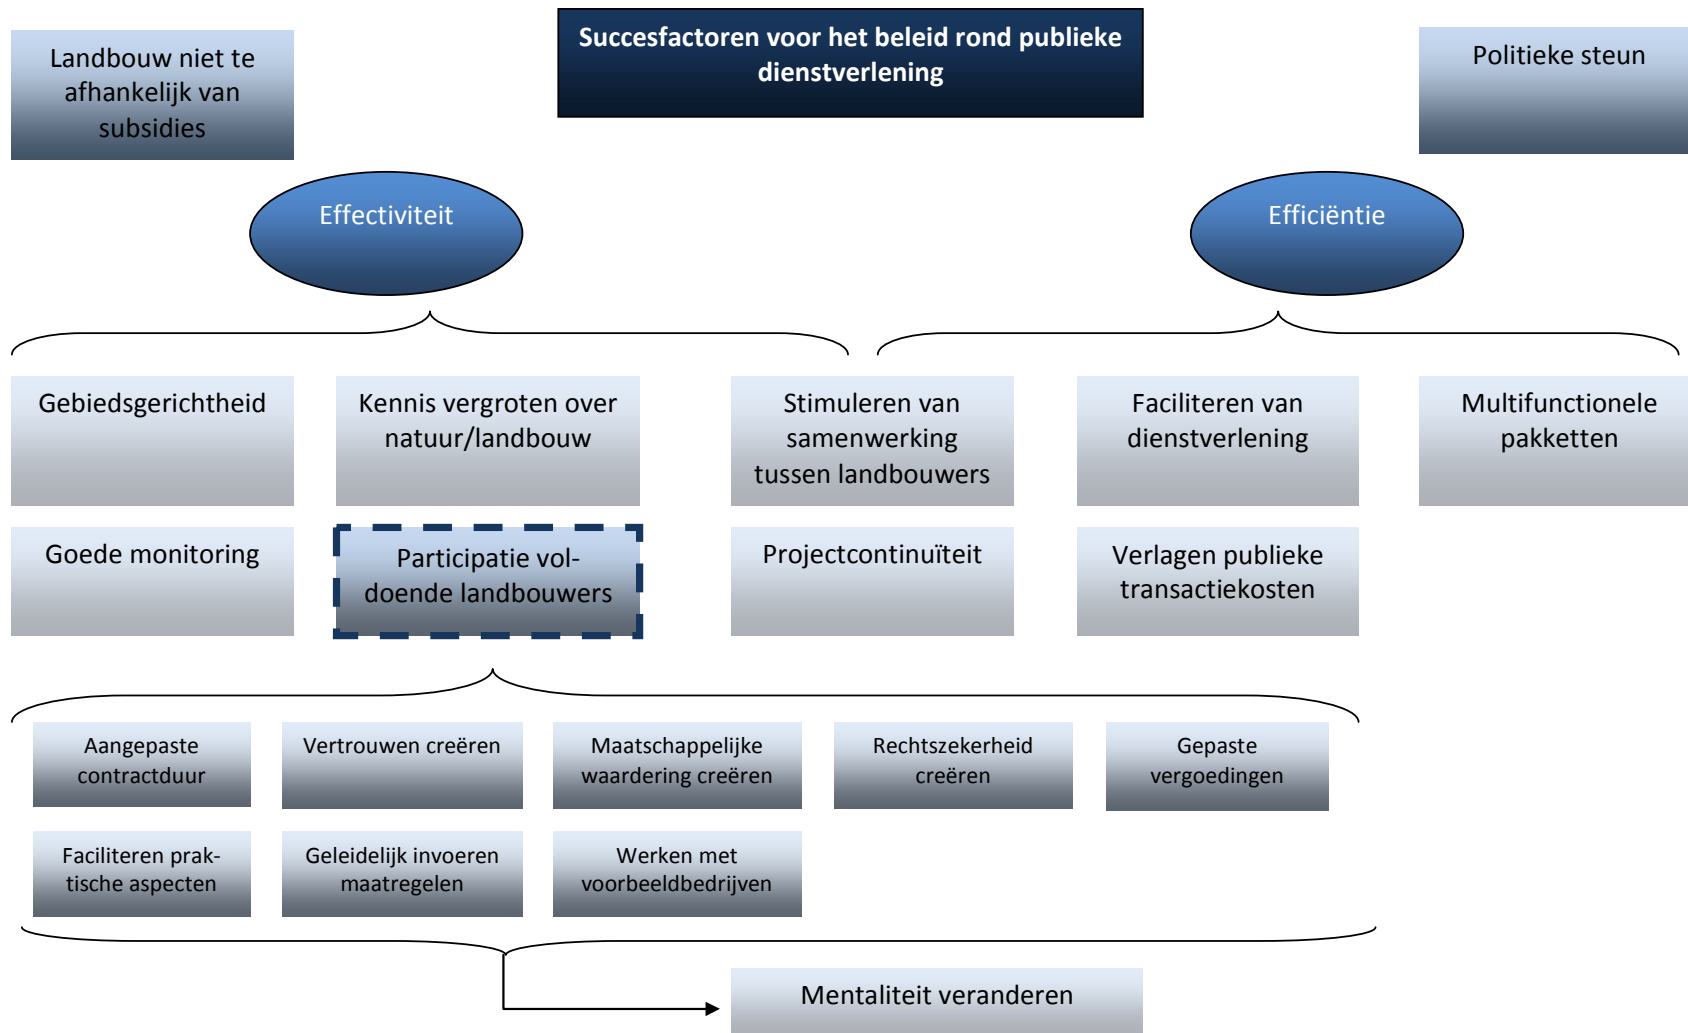 Succesfactoren voor het beleid rond publieke
dienstverlening
Landbouw niet te
afhankelijk van
subsidies
Politieke steun
Effectiviteit
Efficiëntie
Gebiedsgerichtheid
Kennis vergroten over
natuur/landbouw
Stimuleren van
samenwerking
tussen landbouwers
Faciliteren van
dienstverlening
Multifunctionele
pakketten
Goede monitoring
Participatie vol-
doende landbouwers
Projectcontinuïteit
Verlagen publieke
transactiekosten
Aangepaste
contractduur
Vertrouwen creëren
Maatschappelijke
waardering creëren
Rechtszekerheid
creëren
Gepaste
vergoedingen
Faciliteren prak-
tische aspecten
Geleidelijk invoeren
maatregelen
Werken met
voorbeeldbedrijven
Mentaliteit veranderen